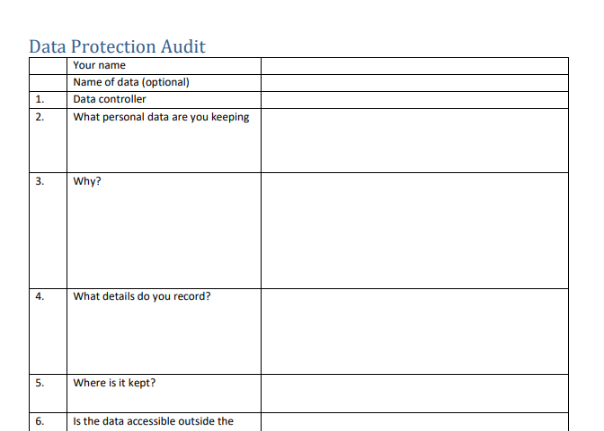 Data Protection Audit
Your name
Name of data (optional)
1. Data controller
2. What personal data are you keeping
3. Why?
4. What details do you record?
5. Where is it kept?
6. Is the data accessible outside the